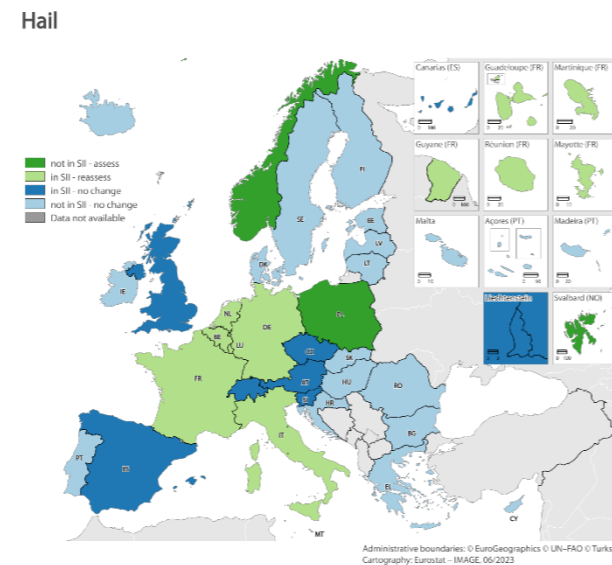 Hail
Canarias (ES)
Guadeloupe (FR)
Martinique (FR)
Guyane (FR)
Réunion (FR)
Mayotte (FR)
Malta
Açores (PT)
Madeira (PT)
Liechtenstein
Svalbard (NO)
not in SII - assess
in SII - reassess
in SII - no change
not in SII - no change
Data not available
FI
SE
EE
LV
LT
DK
IE
NL
BE
DE
PL
LU
CZ
SK
FR
AT
HU
RO
SI
HR
IT
BG
PT
ES
EL
MT
CY
Administrative boundaries: © EuroGeographics © UN–FAO © Turks
Cartography: Eurostat – IMAGE, 06/2023